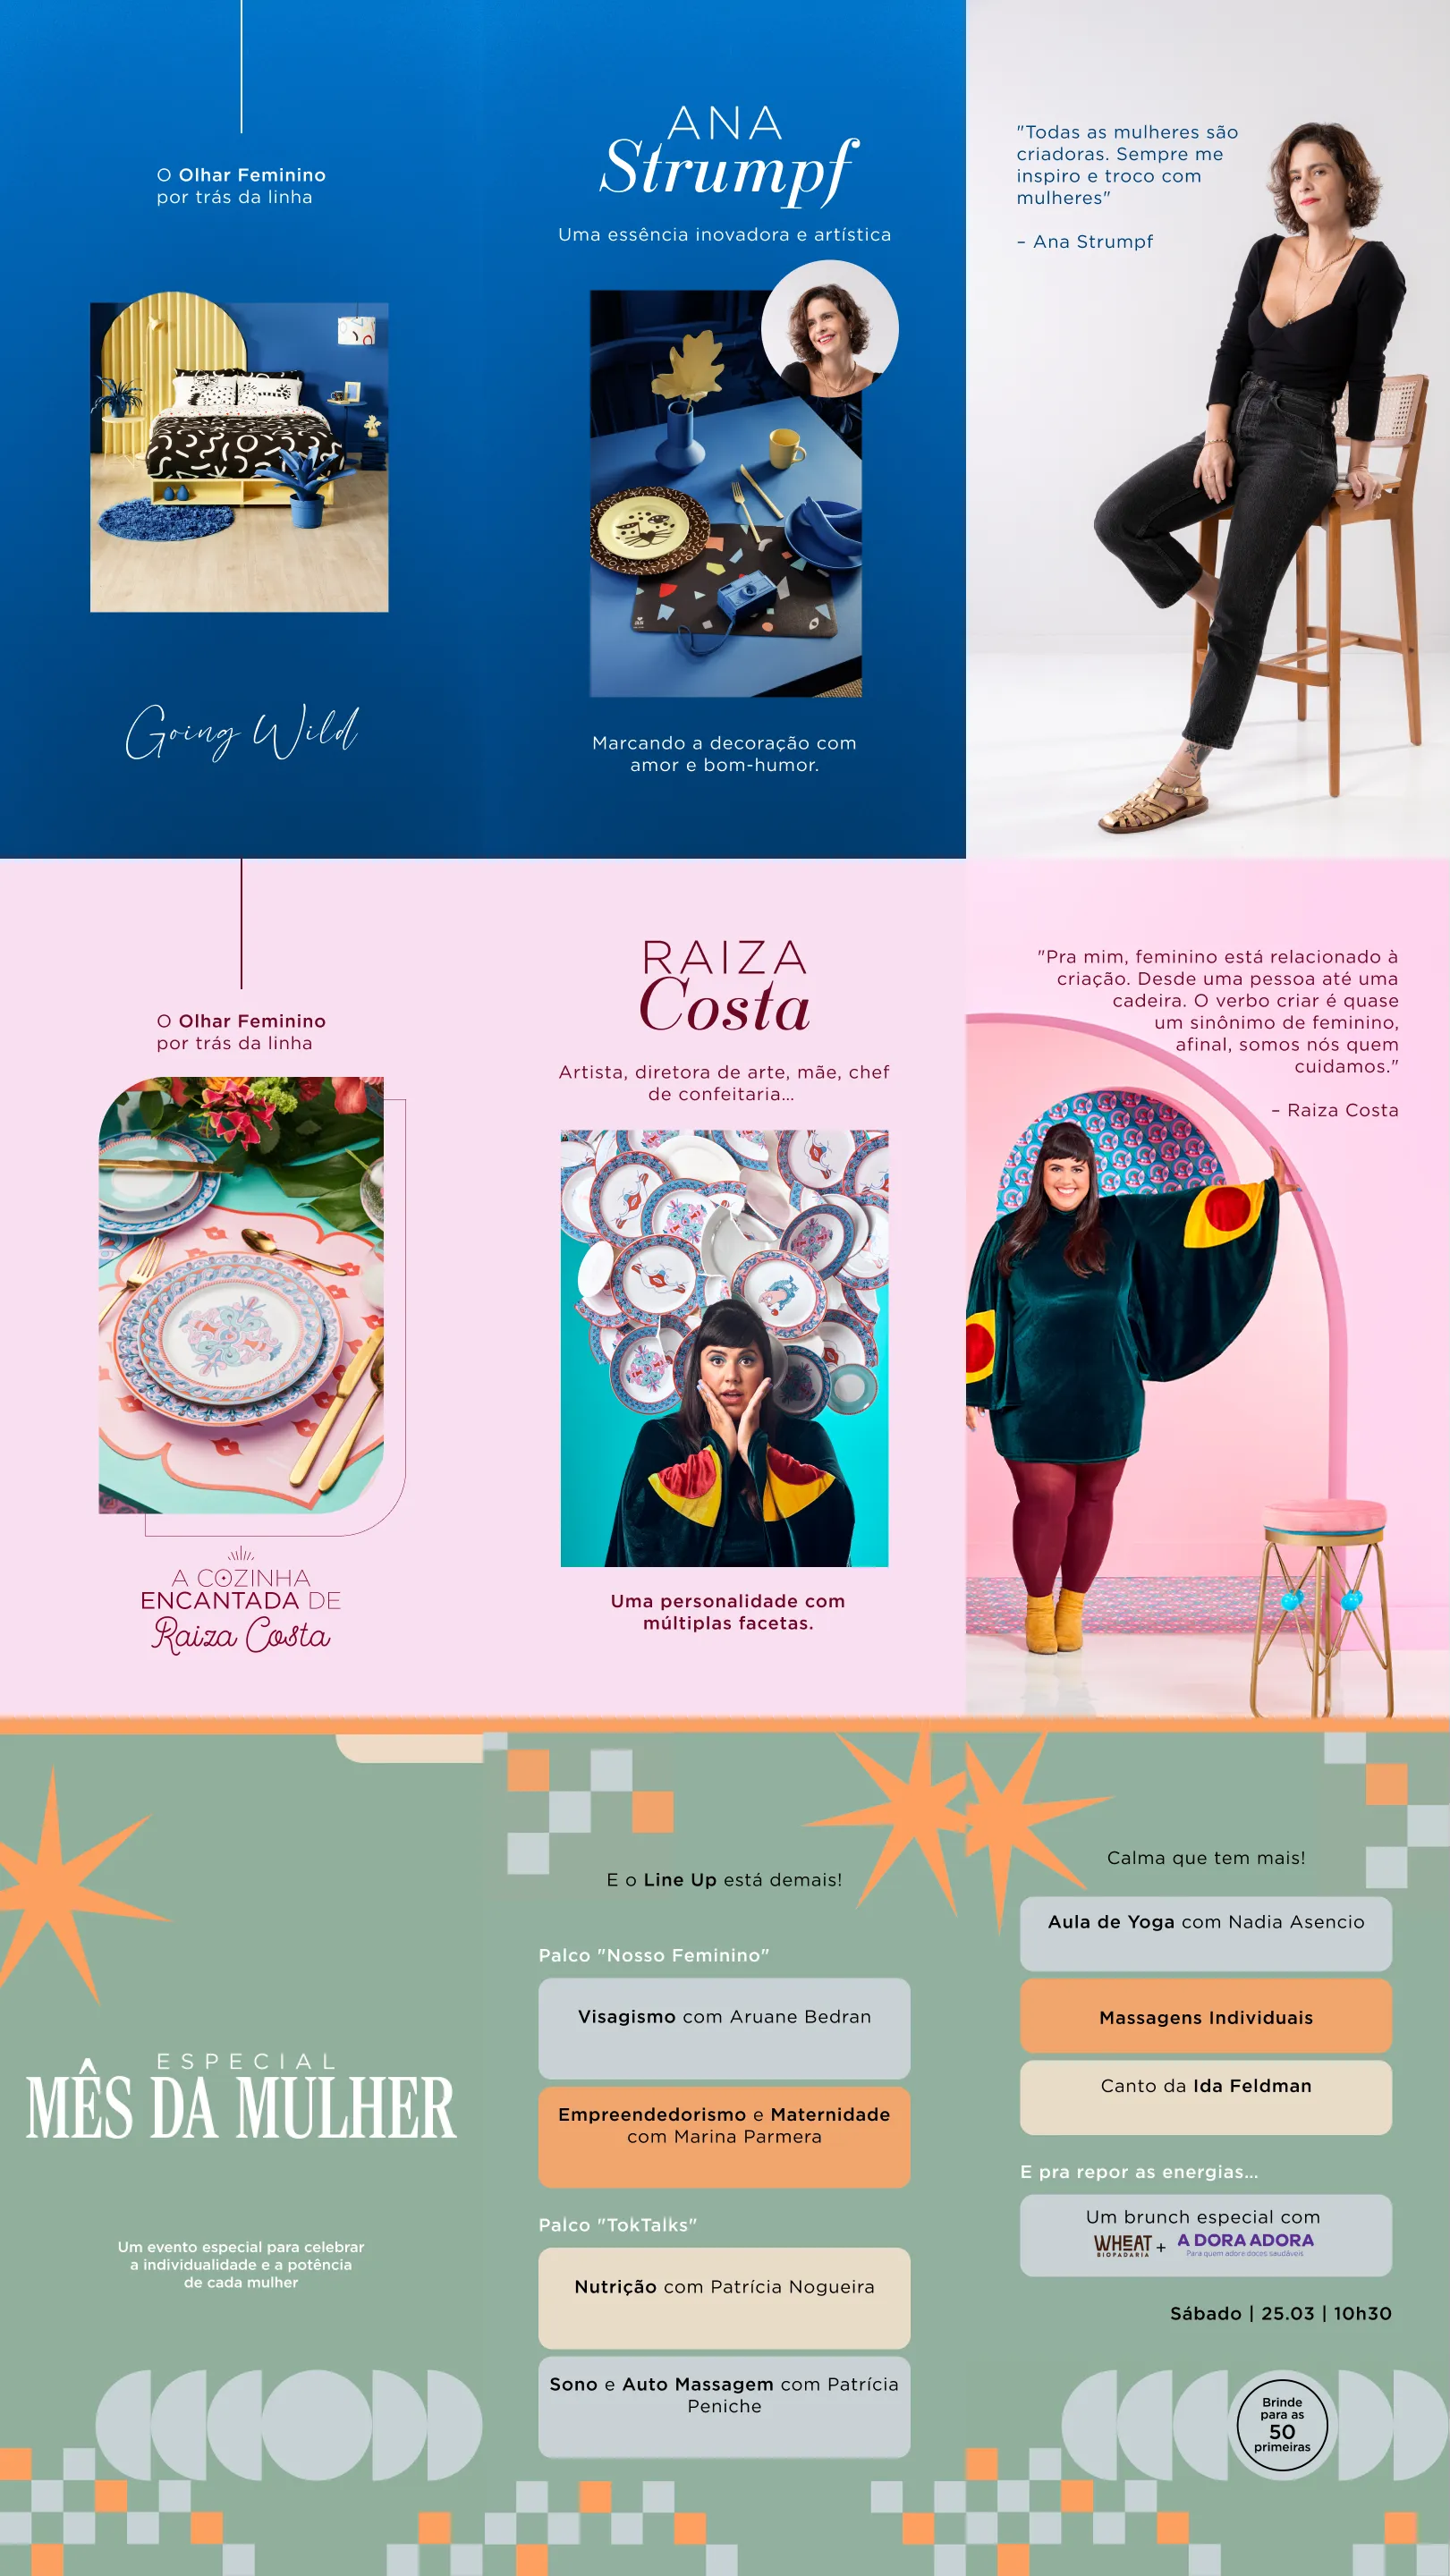 O Olhar Feminino
por trás da linha
Going Wild
ANA
Strumpf
Uma essência inovadora e artística
Marcando a decoração com
amor e bom-humor.
"Todas as mulheres são
criadoras. Sempre me
inspiro e troco com
mulheres"
– Ana Strumpf
O Olhar Feminino
por trás da linha
A COZINHA
ENCANTADA DE
Raiza Costa
RAIZA
Costa
Artista, diretora de arte, mãe, chef
de confeitaria...
Uma personalidade com
múltiplas facetas.
"Pra mim, feminino está relacionado à
criação. Desde uma pessoa até uma
cadeira. O verbo criar é quase
um sinônimo de feminino,
afinal, somos nós quem
cuidamos."
– Raiza Costa
ESPECIAL
MÊS DA MULHER
Um evento especial para celebrar
a individualidade e a potência
de cada mulher
E o Line Up está demais!
Palco "Nosso Feminino"
Visagismo com Aruane Bedran
Empreendedorismo e Maternidade
com Marina Parmera
Palco "TokTalks"
Nutrição com Patrícia Nogueira
Sono e Auto Massagem com Patrícia
Peniche
Calma que tem mais!
Aula de Yoga com Nadia Asencio
Massagens Individuais
Canto da Ida Feldman
E pra repor as energias...
Um brunch especial com
WHEAT
BIOPADARIA
+
A DORA ADORA
Para quem adora doces saudáveis
Sábado | 25.03 | 10h30
Brinde
para as
50
primeiras